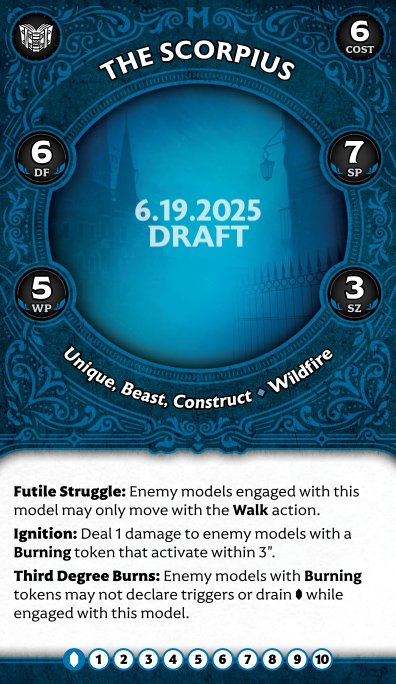 6
COST
THE SCORPIUS
6
DF
7
SP
6.19.2025
DRAFT
5
WP
3
SZ
Unique, Beast, Construct ⬥ Wildfire
Futile Struggle: Enemy models engaged with this
model may only move with the Walk action.
Ignition: Deal 1 damage to enemy models with a
Burning token that activate within 3”.
Third Degree Burns: Enemy models with Burning
tokens may not declare triggers or drain while
engaged with this model.
1 2 3 4 5 6 7 8 9 10